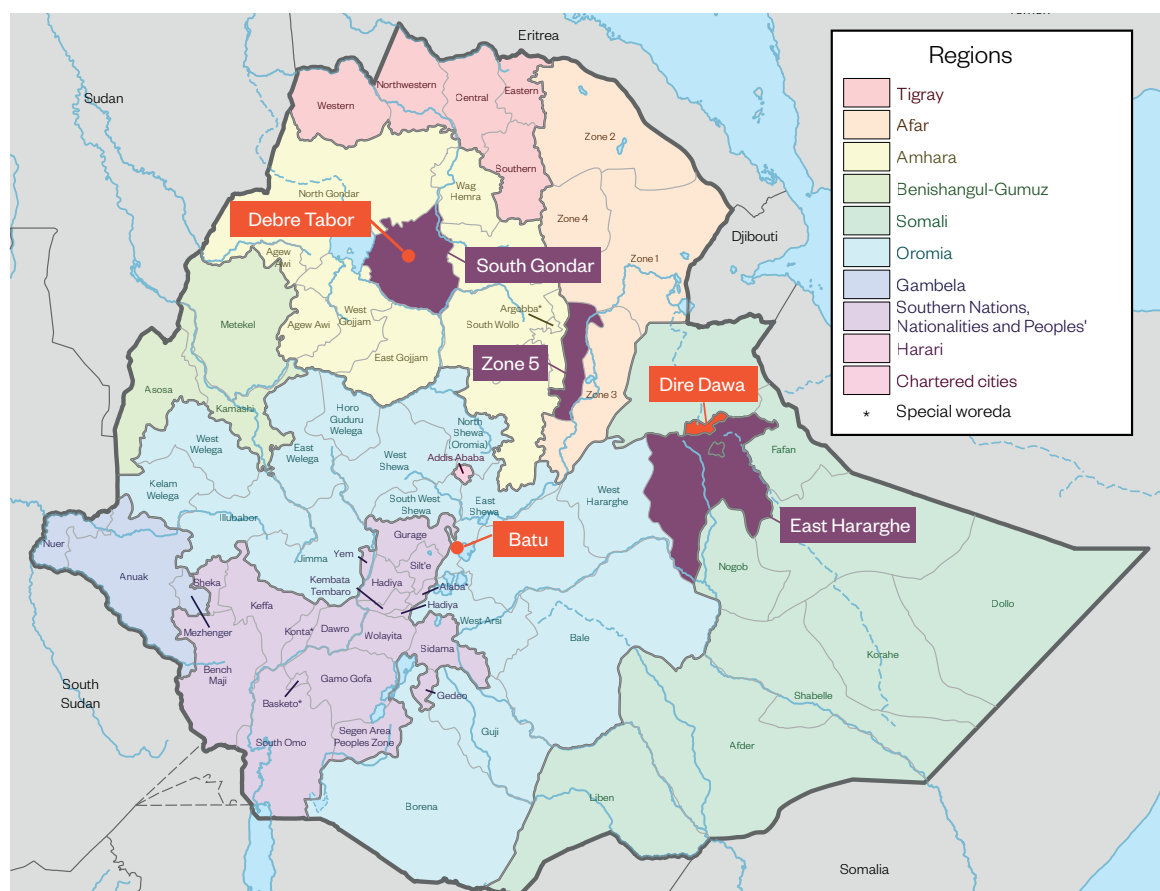 Eritrea
Sudan
Northwestern
Western
Central
Eastern
Southern
Zone 2
North Gondar
Wag
Hemra
Debre Tabor
Zone 4
South Gondar
Zone 1
Djibouti
Agew
Awi
Metekel
Agew Awi
West
Gojjam
East Gojjam
Argobba*
South Wollo
Zone 5
Zone 3
Dire Dawa
Asosa
Kamashi
Horo
Guduru
Welega
West
Welega
East
Welega
West
Shewa
North
Shewa
(Oromia)
Addis Ababa
Fafan
Kelam
Welega
South West
Shewa
East
Shewa
West
Hararghe
East Hararghe
Illubabor
Nuer
Anuak
Jimma
Yem
Gurage
Silt'e
Batu
Sheka
Kembata
Tembaro
Hadiya
Alaba*
Hadiya
Nogob
Keffa
Mezhenger
Konta*
Dawro
Wolayita
West Arsi
Bale
Dollo
Sidama
Korahe
Bench
Maji
Gamo Gofa
Basketo*
Gedeo
Shabelle
South
Sudan
South Omo
Segen Area
Peoples Zone
Guji
Afder
Borena
Liben
Somalia
Regions
Tigray
Afar
Amhara
Benishangul-Gumuz
Somali
Oromia
Gambela
Southern Nations,
Nationalities and Peoples'
Harari
Chartered cities
* Special woreda